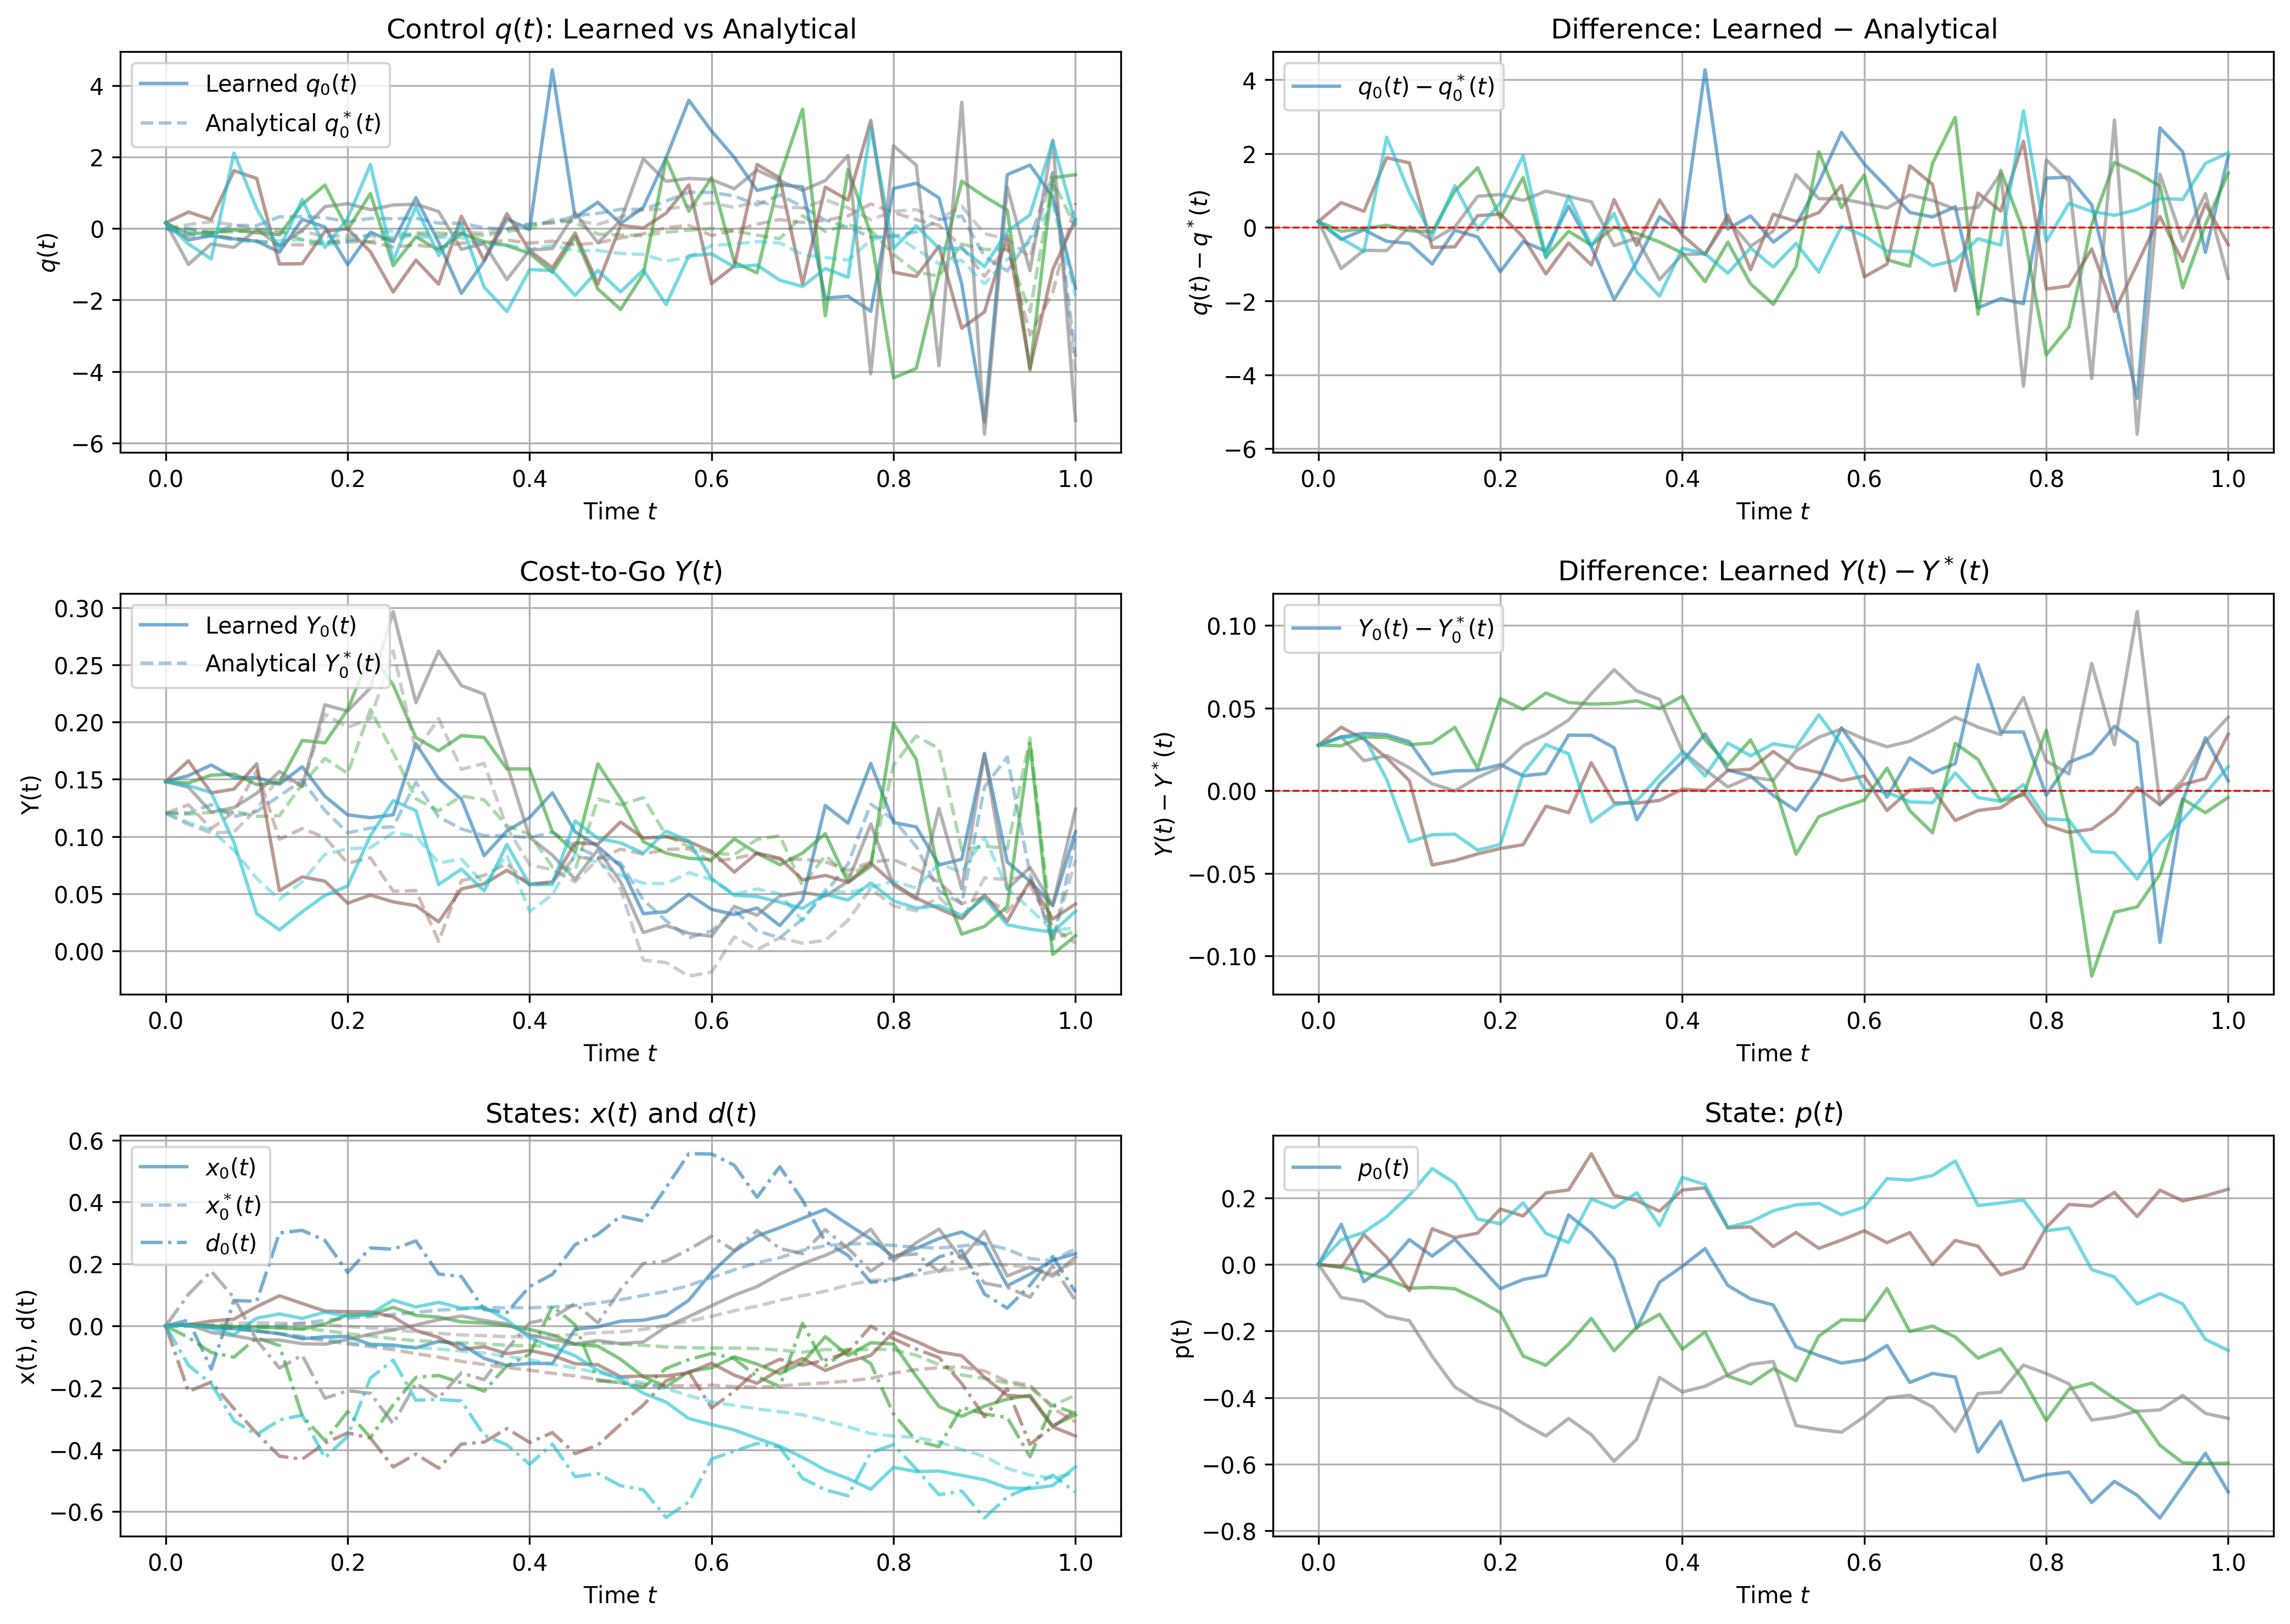 Control q(t): Learned vs Analytical
Learned q₀(t)
Analytical q₀*(t)
4
2
0
−2
−4
−6
q(t)
0.0 0.2 0.4 0.6 0.8 1.0
Time t
Difference: Learned − Analytical
q₀(t) − q₀*(t)
4
2
0
−2
−4
−6
q(t) − q*(t)
0.0 0.2 0.4 0.6 0.8 1.0
Time t
Cost-to-Go Y(t)
Learned Y₀(t)
Analytical Y₀*(t)
0.30
0.25
0.20
0.15
0.10
0.05
0.00
Y(t)
0.0 0.2 0.4 0.6 0.8 1.0
Time t
Difference: Learned Y(t) − Y*(t)
Y₀(t) − Y₀*(t)
0.10
0.05
0.00
−0.05
−0.10
Y(t) − Y*(t)
0.0 0.2 0.4 0.6 0.8 1.0
Time t
States: x(t) and d(t)
x₀(t)
x₀*(t)
d₀(t)
0.6
0.4
0.2
0.0
−0.2
−0.4
−0.6
x(t), d(t)
0.0 0.2 0.4 0.6 0.8 1.0
Time t
State: p(t)
p₀(t)
0.2
0.0
−0.2
−0.4
−0.6
−0.8
p(t)
0.0 0.2 0.4 0.6 0.8 1.0
Time t